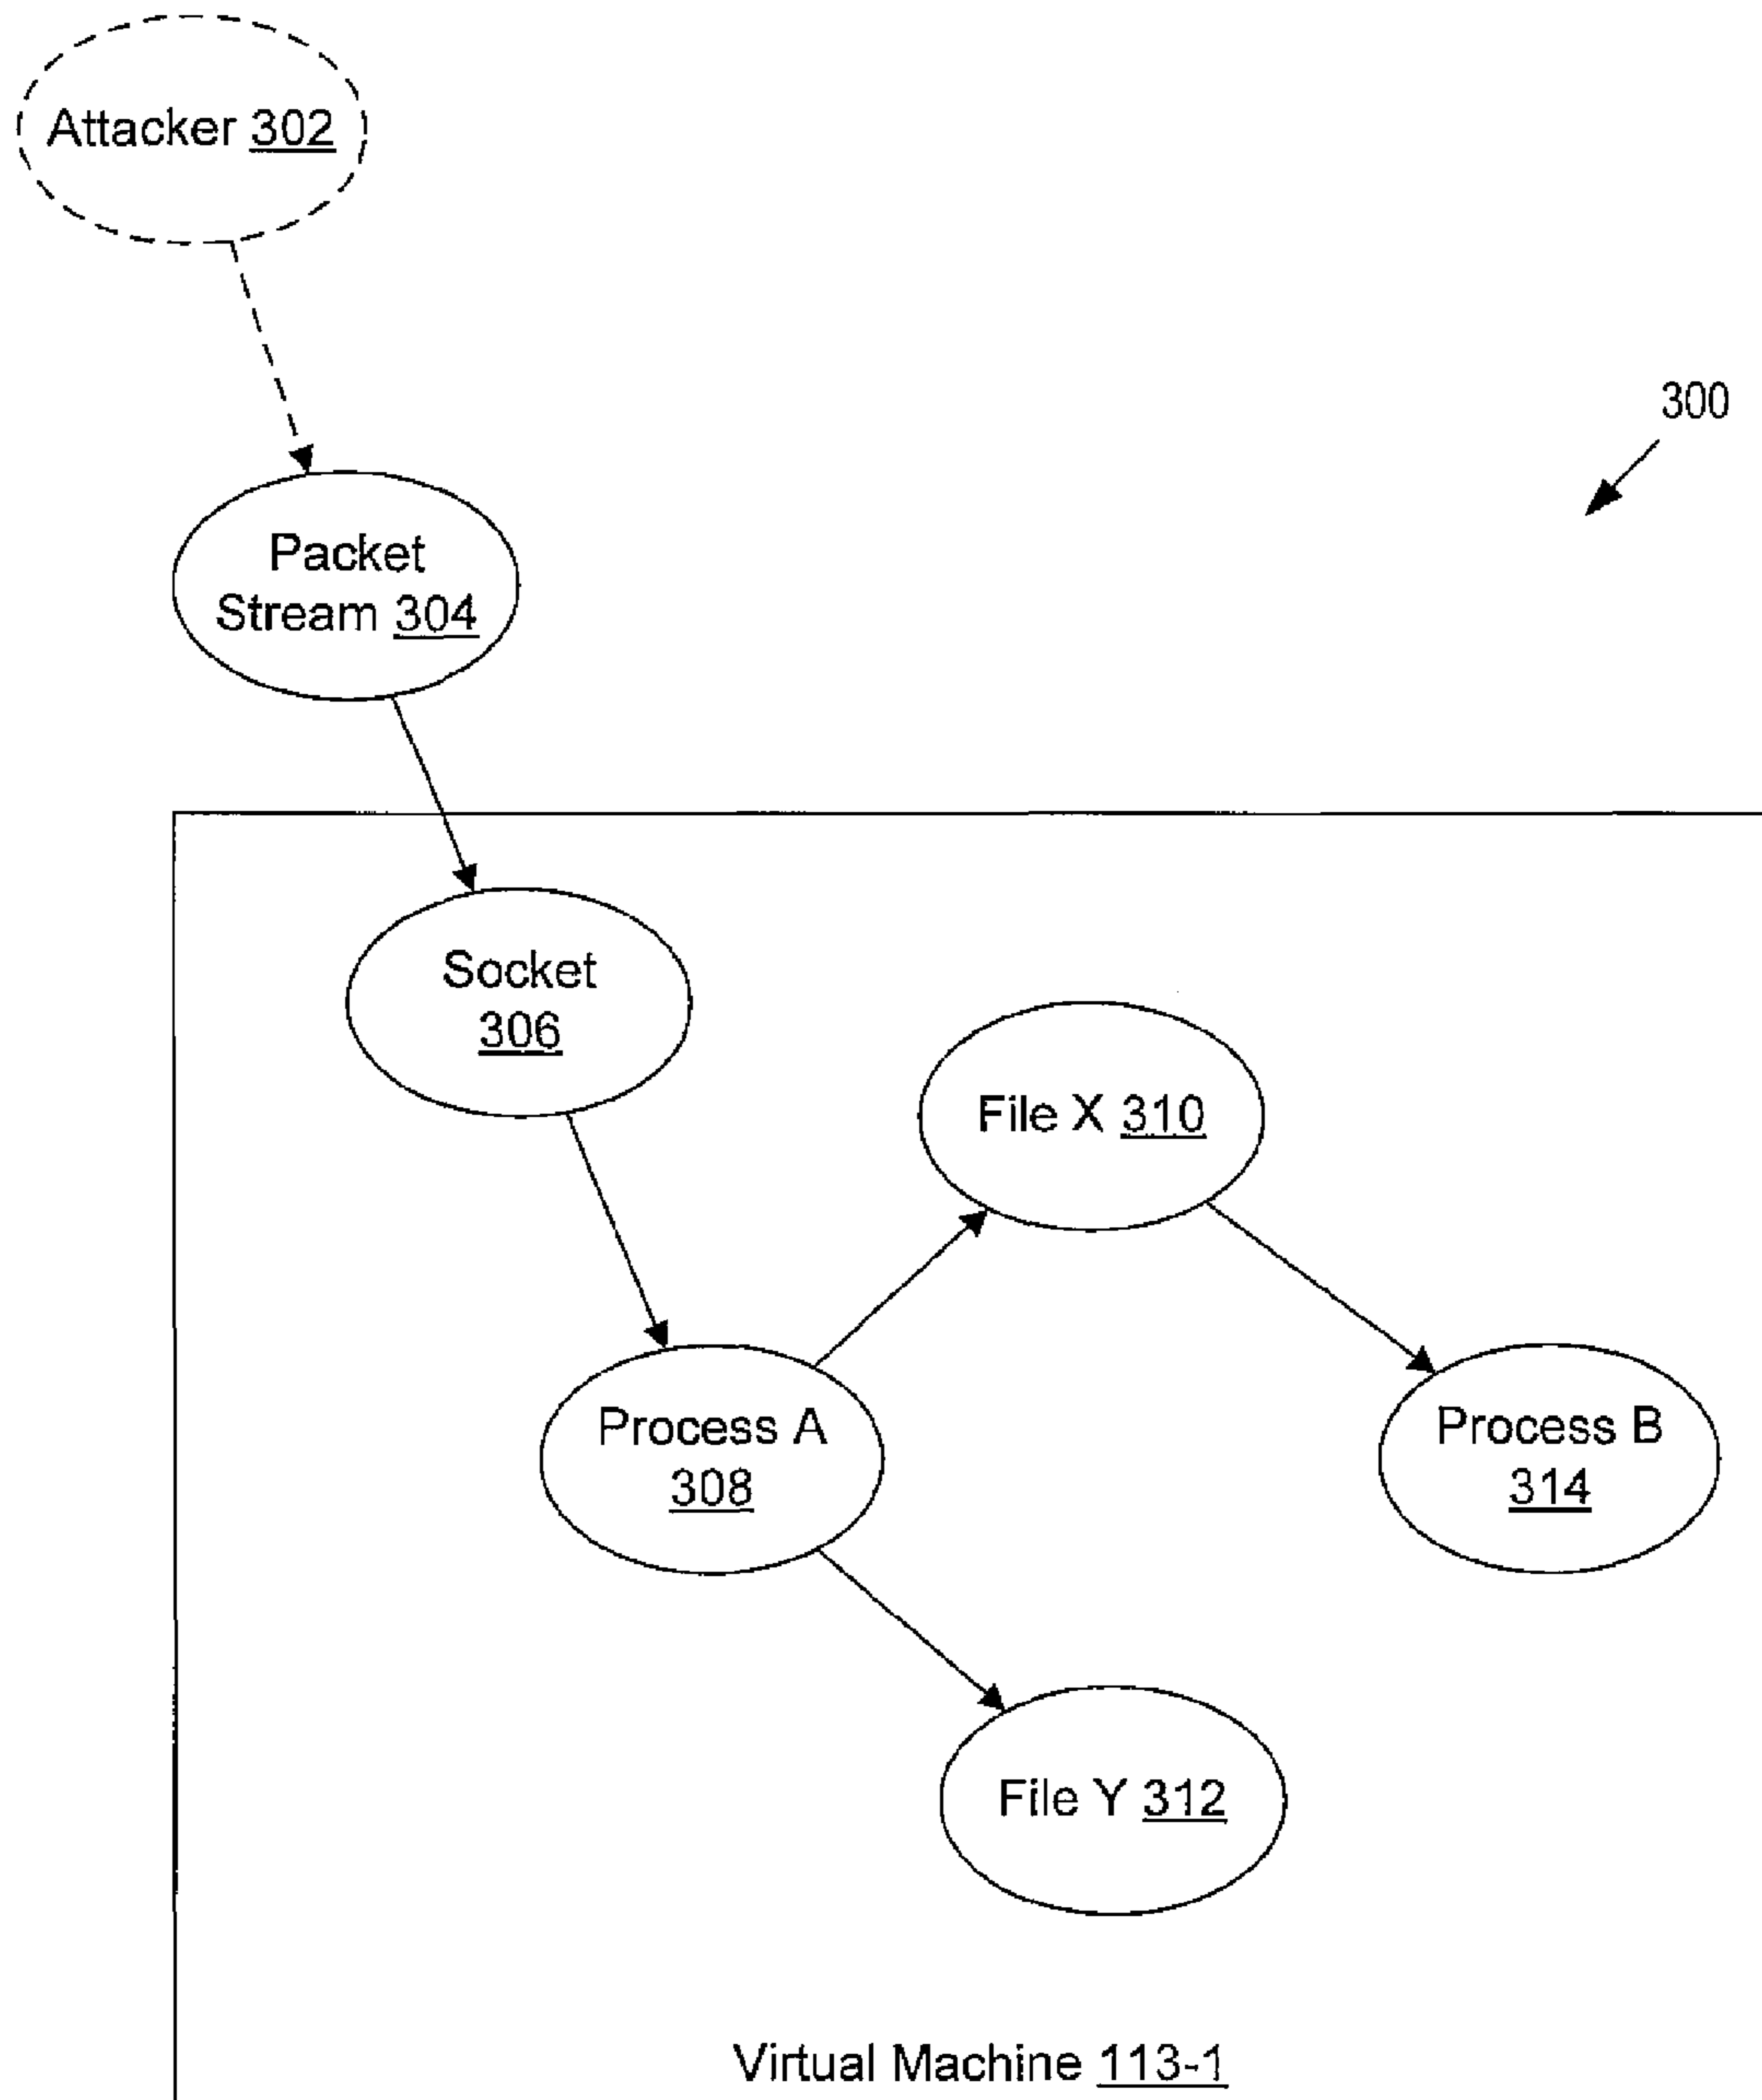 Attacker 302
300
Packet
Stream 304
Socket
306
File X 310
Process A
308
Process B
314
File Y 312
Virtual Machine 113-1